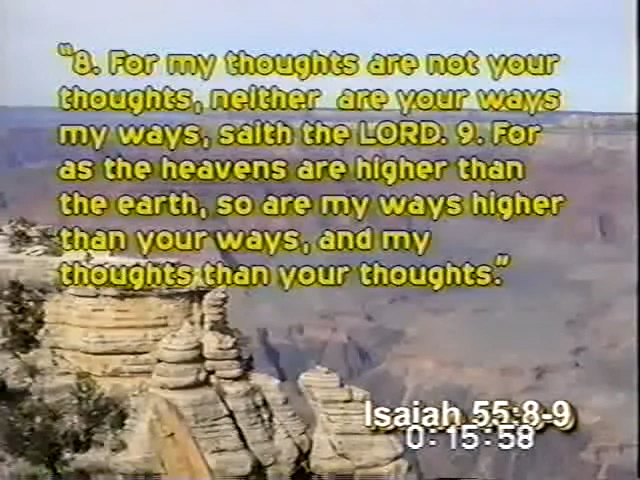 "8. For my thoughts are not your
thoughts, neither are your ways
my ways, saith the LORD. 9. For
as the heavens are higher than
the earth, so are my ways higher
than your ways, and my
thoughts than your thoughts."
Isaiah 55:8-9
0:15:58